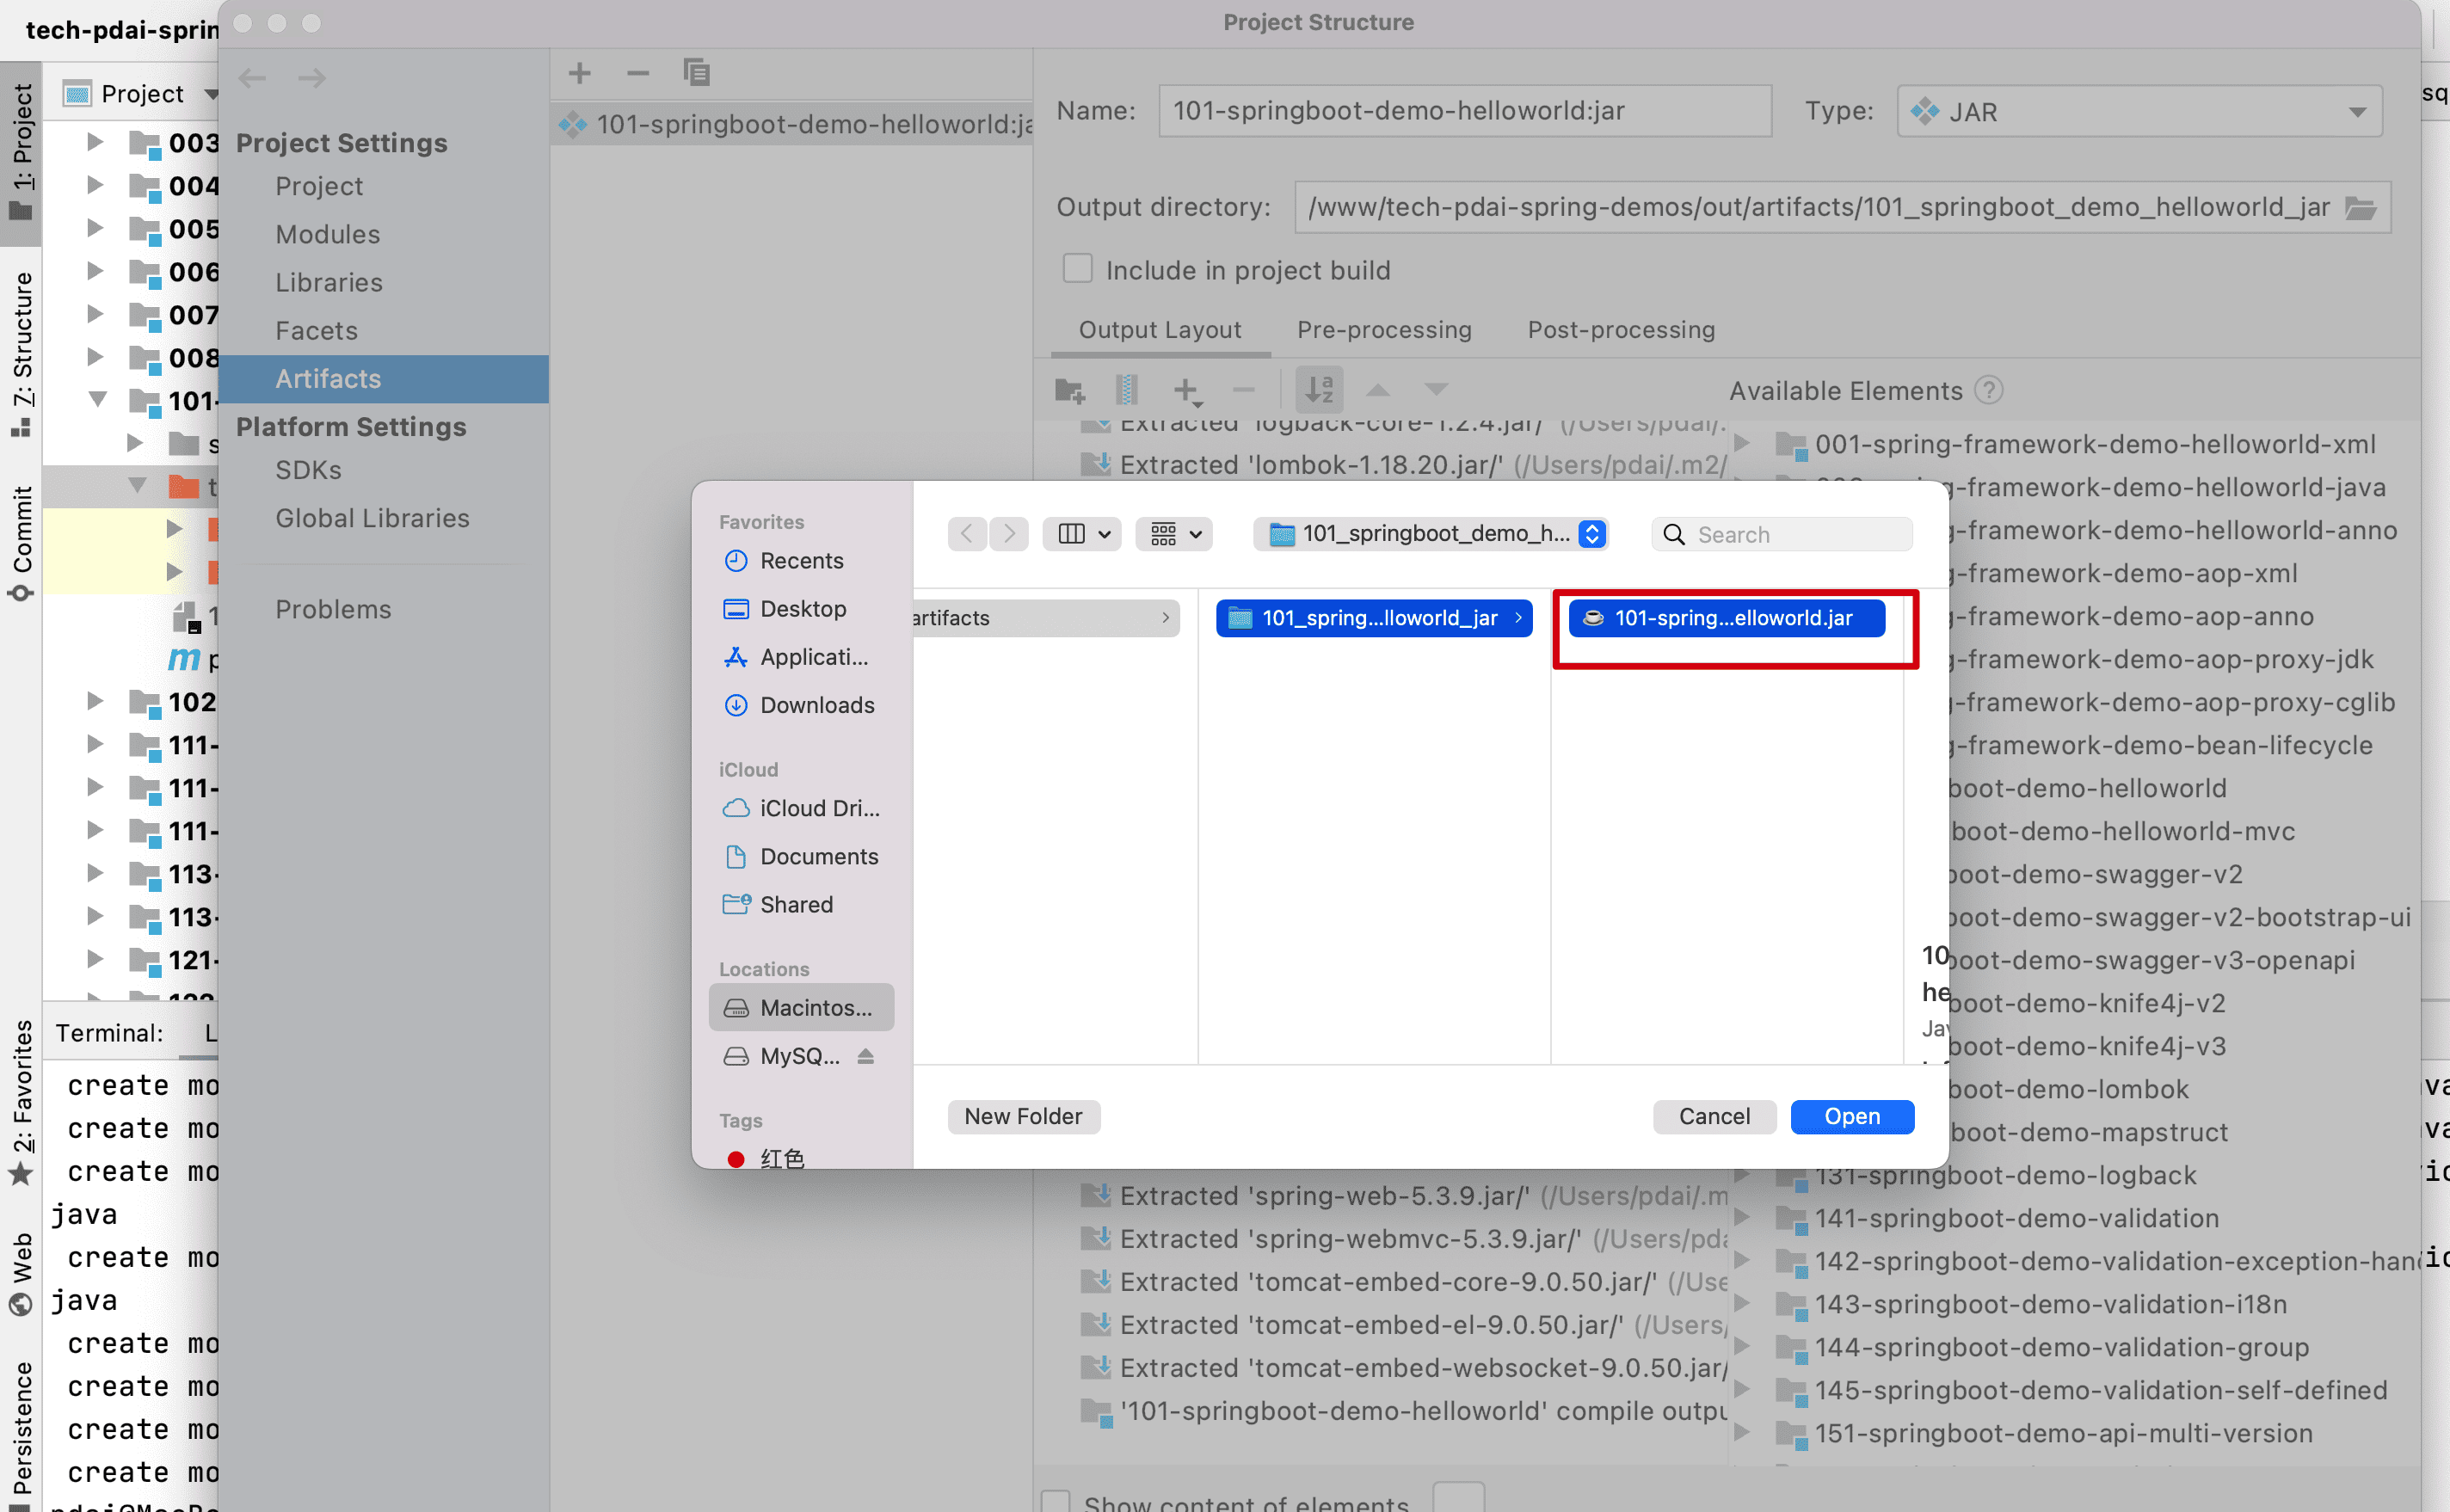 tech-pdai-sprin
Project Structure
1: Project
7: Structure
Commit
2: Favorites
Web
Persistence
Project
003
004
005
006
007
008
101-
s
t
1
p
102
111-
111-
111-
113-
113-
121-
Terminal:
create mo
create mo
create mo
java
create mo
java
create mo
create mo
create mo
create mo
Project Settings
Project
Modules
Libraries
Facets
Artifacts
Platform Settings
SDKs
Global Libraries
Problems
101-springboot-demo-helloworld:ja
Name:
101-springboot-demo-helloworld:jar
Type:
JAR
Output directory:
/www/tech-pdai-spring-demos/out/artifacts/101_springboot_demo_helloworld_jar
Include in project build
Output Layout
Pre-processing
Post-processing
Available Elements
Extracted 'logback-core-1.2.4.jar/' (/Users/pdai/.
Extracted 'lombok-1.18.20.jar/' (/Users/pdai/.m2/
Favorites
Recents
Desktop
Applicati...
Downloads
iCloud
iCloud Dri...
Documents
Shared
Locations
Macintos...
MySQ...
Tags
红色
101_springboot_demo_h...
Search
artifacts
101_spring...lloworld_jar
101-spring...elloworld.jar
10
he
Jav
New Folder
Cancel
Open
Extracted 'spring-web-5.3.9.jar/' (/Users/pdai/.m
Extracted 'spring-webmvc-5.3.9.jar/' (/Users/pda
Extracted 'tomcat-embed-core-9.0.50.jar/' (/Use
Extracted 'tomcat-embed-el-9.0.50.jar/' (/Users/
Extracted 'tomcat-embed-websocket-9.0.50.jar/
'101-springboot-demo-helloworld' compile outpu
Show content of elements
001-spring-framework-demo-helloworld-xml
g-framework-demo-helloworld-java
g-framework-demo-helloworld-anno
g-framework-demo-aop-xml
g-framework-demo-aop-anno
g-framework-demo-aop-proxy-jdk
g-framework-demo-aop-proxy-cglib
g-framework-demo-bean-lifecycle
boot-demo-helloworld
boot-demo-helloworld-mvc
boot-demo-swagger-v2
boot-demo-swagger-v2-bootstrap-ui
boot-demo-swagger-v3-openapi
boot-demo-knife4j-v2
boot-demo-knife4j-v3
boot-demo-lombok
boot-demo-mapstruct
131-springboot-demo-logback
141-springboot-demo-validation
142-springboot-demo-validation-exception-hand
143-springboot-demo-validation-i18n
144-springboot-demo-validation-group
145-springboot-demo-validation-self-defined
151-springboot-demo-api-multi-version
sq